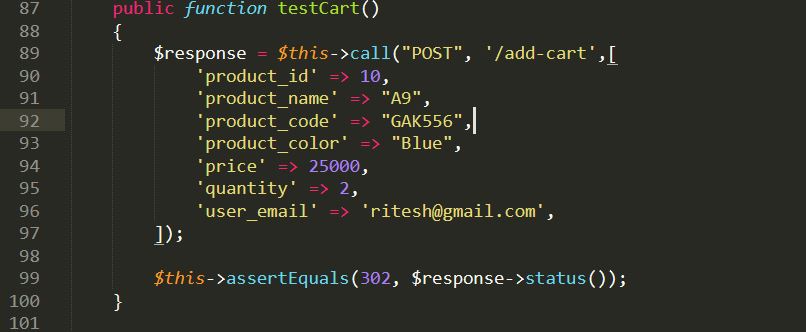 87 public function testCart()
88 {
89 $response = $this->call("POST", '/add-cart',[
90 'product_id' => 10,
91 'product_name' => "A9",
92 'product_code' => "GAK556",
93 'product_color' => "Blue",
94 'price' => 25000,
95 'quantity' => 2,
96 'user_email' => 'ritesh@gmail.com',
97 ]);
98
99 $this->assertEquals(302, $response->status());
100 }
101